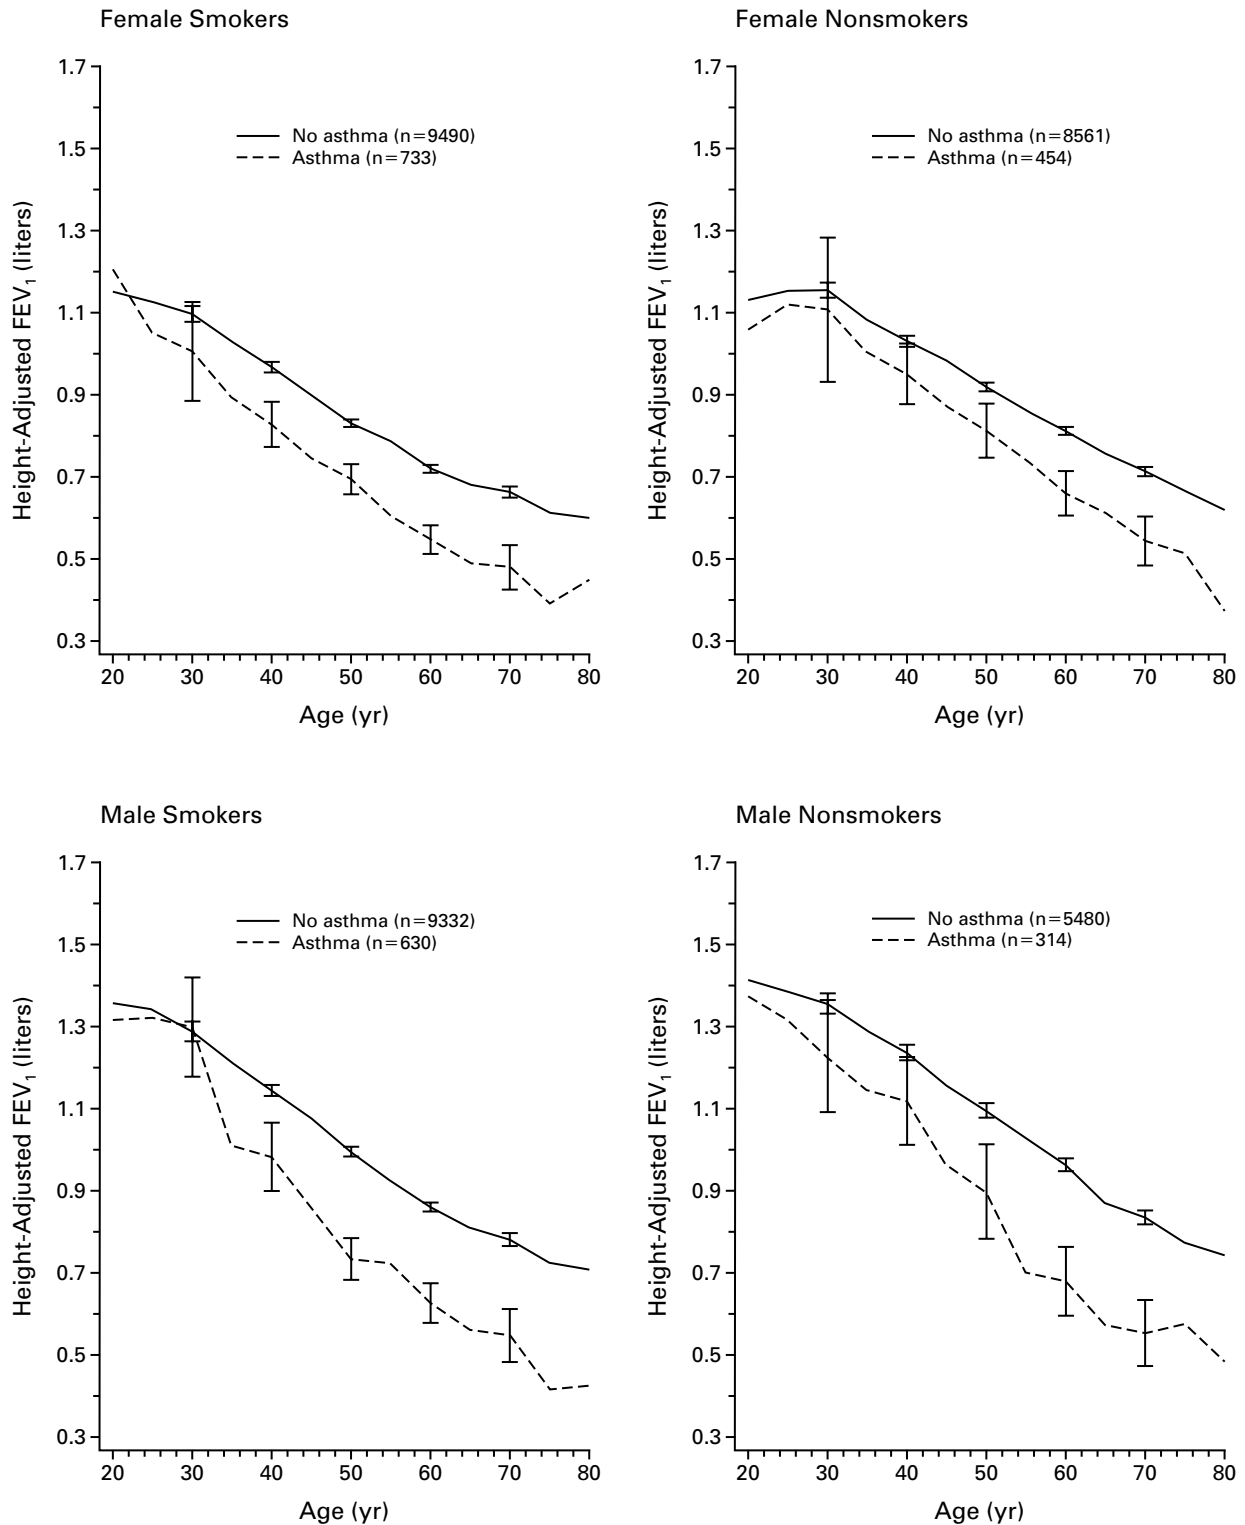 Female Smokers
1.7
1.5
1.3
1.1
0.9
0.7
0.5
0.3
Height-Adjusted FEV₁ (liters)
No asthma (n=9490)
Asthma (n=733)
20 30 40 50 60 70 80
Age (yr)
Female Nonsmokers
1.7
1.5
1.3
1.1
0.9
0.7
0.5
0.3
Height-Adjusted FEV₁ (liters)
No asthma (n=8561)
Asthma (n=454)
20 30 40 50 60 70 80
Age (yr)
Male Smokers
1.7
1.5
1.3
1.1
0.9
0.7
0.5
0.3
Height-Adjusted FEV₁ (liters)
No asthma (n=9332)
Asthma (n=630)
20 30 40 50 60 70 80
Age (yr)
Male Nonsmokers
1.7
1.5
1.3
1.1
0.9
0.7
0.5
0.3
Height-Adjusted FEV₁ (liters)
No asthma (n=5480)
Asthma (n=314)
20 30 40 50 60 70 80
Age (yr)